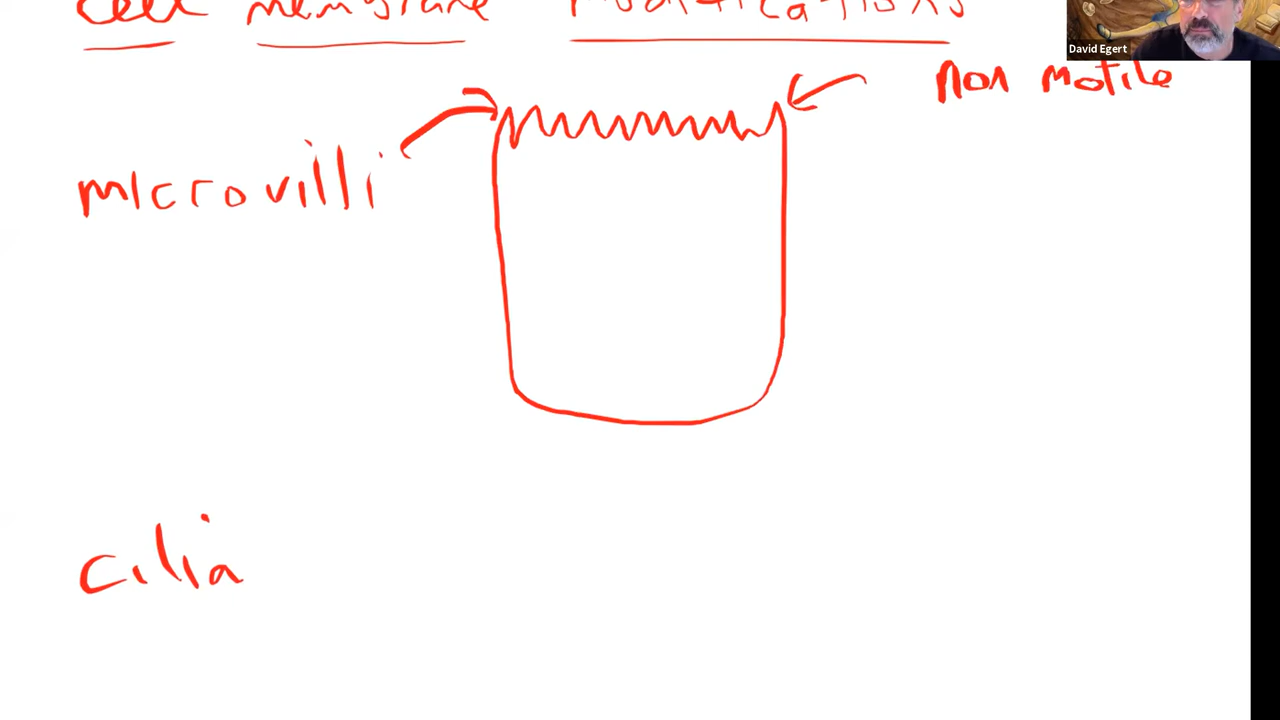 cell membrane modifications
David Egert
non motile
microvilli
cilia